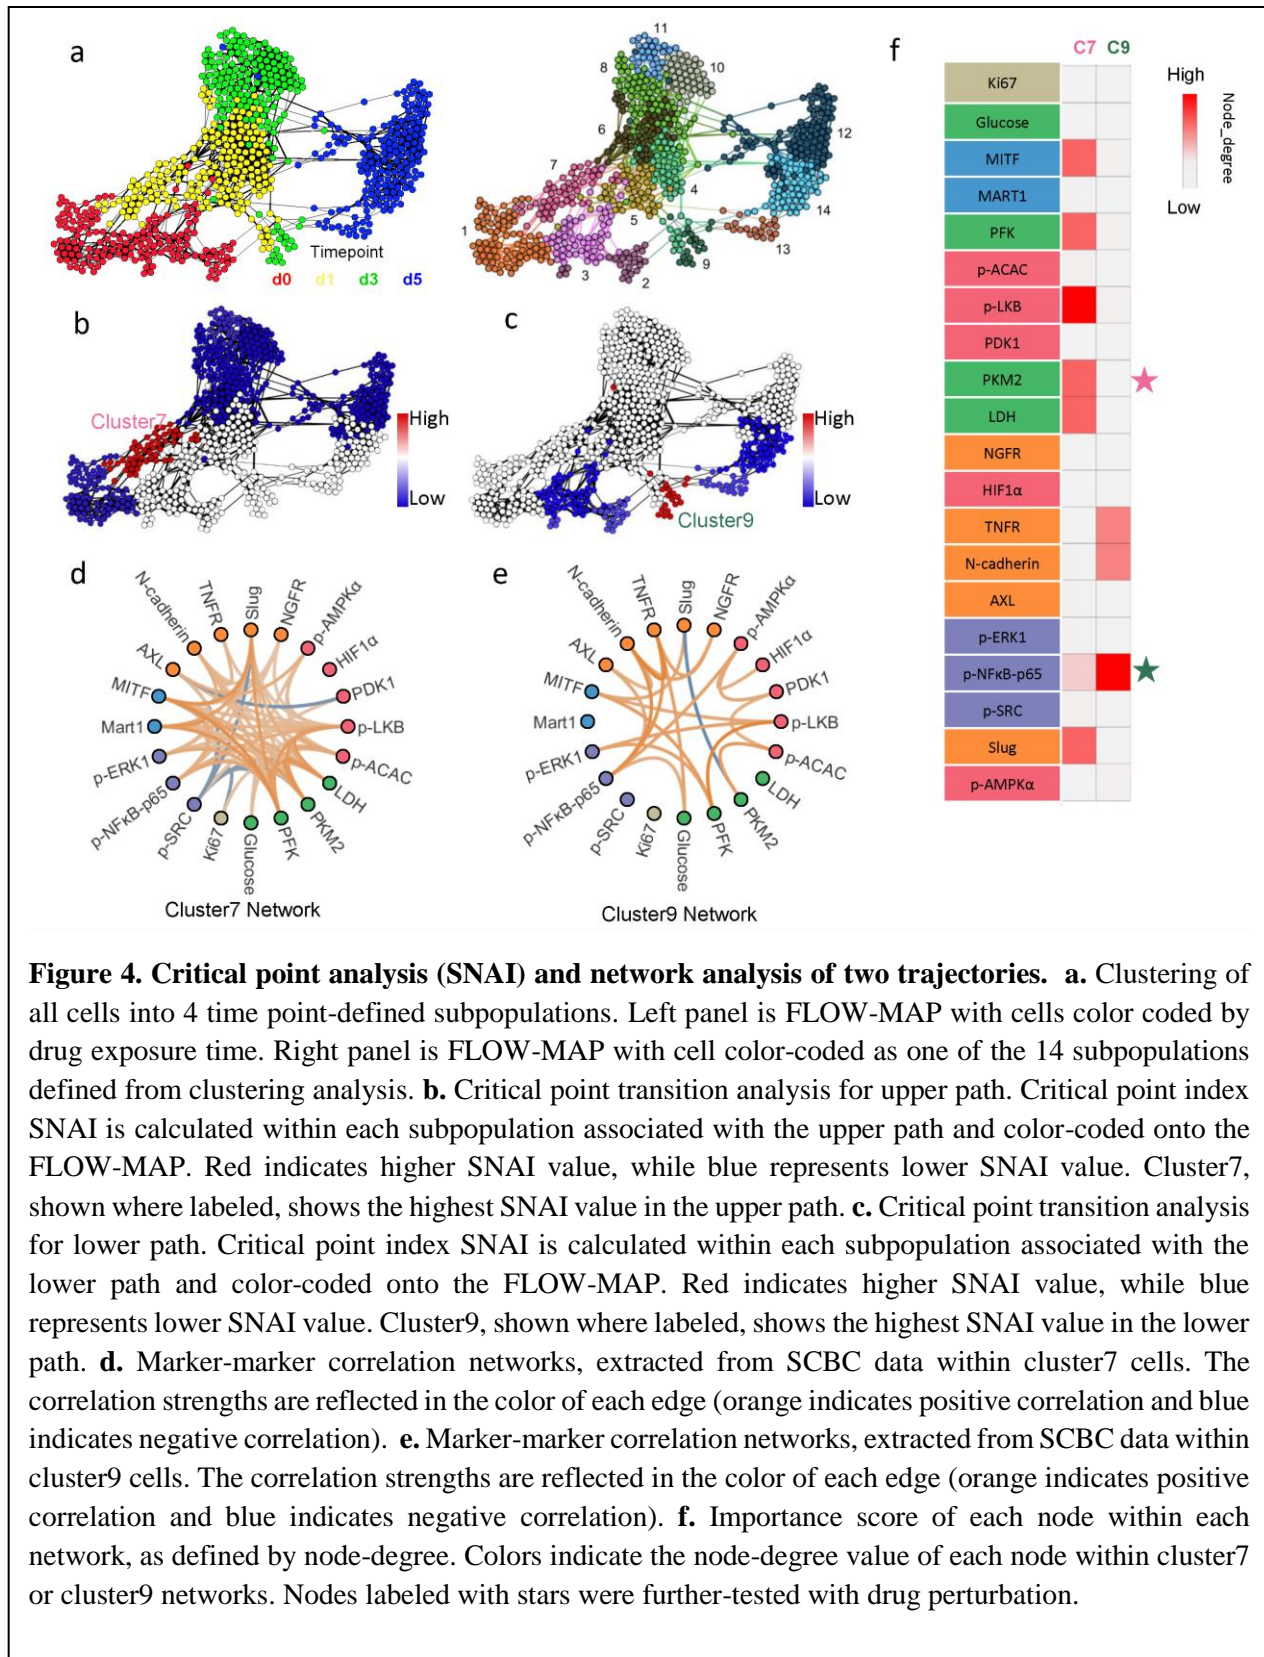 a
Timepoint
d0 d1 d3 d5
11
8
10
6
12
7
4
1
5
14
13
3
9
2
f
C7 C9
Ki67
Glucose
MITF
MART1
PFK
p-ACAC
p-LKB
PDK1
PKM2
LDH
NGFR
HIF1α
TNFR
N-cadherin
AXL
p-ERK1
p-NFκB-p65
p-SRC
Slug
p-AMPKα
High
Node_degree
Low
b
Cluster7
High
Low
c
Cluster9
High
Low
d
Slug
NGFR
p-AMPKα
HIF1α
PDK1
p-LKB
p-ACAC
LDH
PKM2
PFK
Glucose
Ki67
p-SRC
p-NFκB-p65
p-ERK1
Mart1
MITF
AXL
N-cadherin
TNFR
Cluster7 Network
e
Slug
NGFR
p-AMPKα
HIF1α
PDK1
p-LKB
p-ACAC
LDH
PKM2
PFK
Glucose
Ki67
p-SRC
p-NFκB-p65
p-ERK1
Mart1
MITF
AXL
N-cadherin
TNFR
Cluster9 Network
Figure 4. Critical point analysis (SNAI) and network analysis of two trajectories. a. Clustering of
all cells into 4 time point-defined subpopulations. Left panel is FLOW-MAP with cells color coded by
drug exposure time. Right panel is FLOW-MAP with cell color-coded as one of the 14 subpopulations
defined from clustering analysis. b. Critical point transition analysis for upper path. Critical point index
SNAI is calculated within each subpopulation associated with the upper path and color-coded onto the
FLOW-MAP. Red indicates higher SNAI value, while blue represents lower SNAI value. Cluster7,
shown where labeled, shows the highest SNAI value in the upper path. c. Critical point transition analysis
for lower path. Critical point index SNAI is calculated within each subpopulation associated with the
lower path and color-coded onto the FLOW-MAP. Red indicates higher SNAI value, while blue
represents lower SNAI value. Cluster9, shown where labeled, shows the highest SNAI value in the lower
path. d. Marker-marker correlation networks, extracted from SCBC data within cluster7 cells. The
correlation strengths are reflected in the color of each edge (orange indicates positive correlation and blue
indicates negative correlation). e. Marker-marker correlation networks, extracted from SCBC data within
cluster9 cells. The correlation strengths are reflected in the color of each edge (orange indicates positive
correlation and blue indicates negative correlation). f. Importance score of each node within each
network, as defined by node-degree. Colors indicate the node-degree value of each node within cluster7
or cluster9 networks. Nodes labeled with stars were further-tested with drug perturbation.